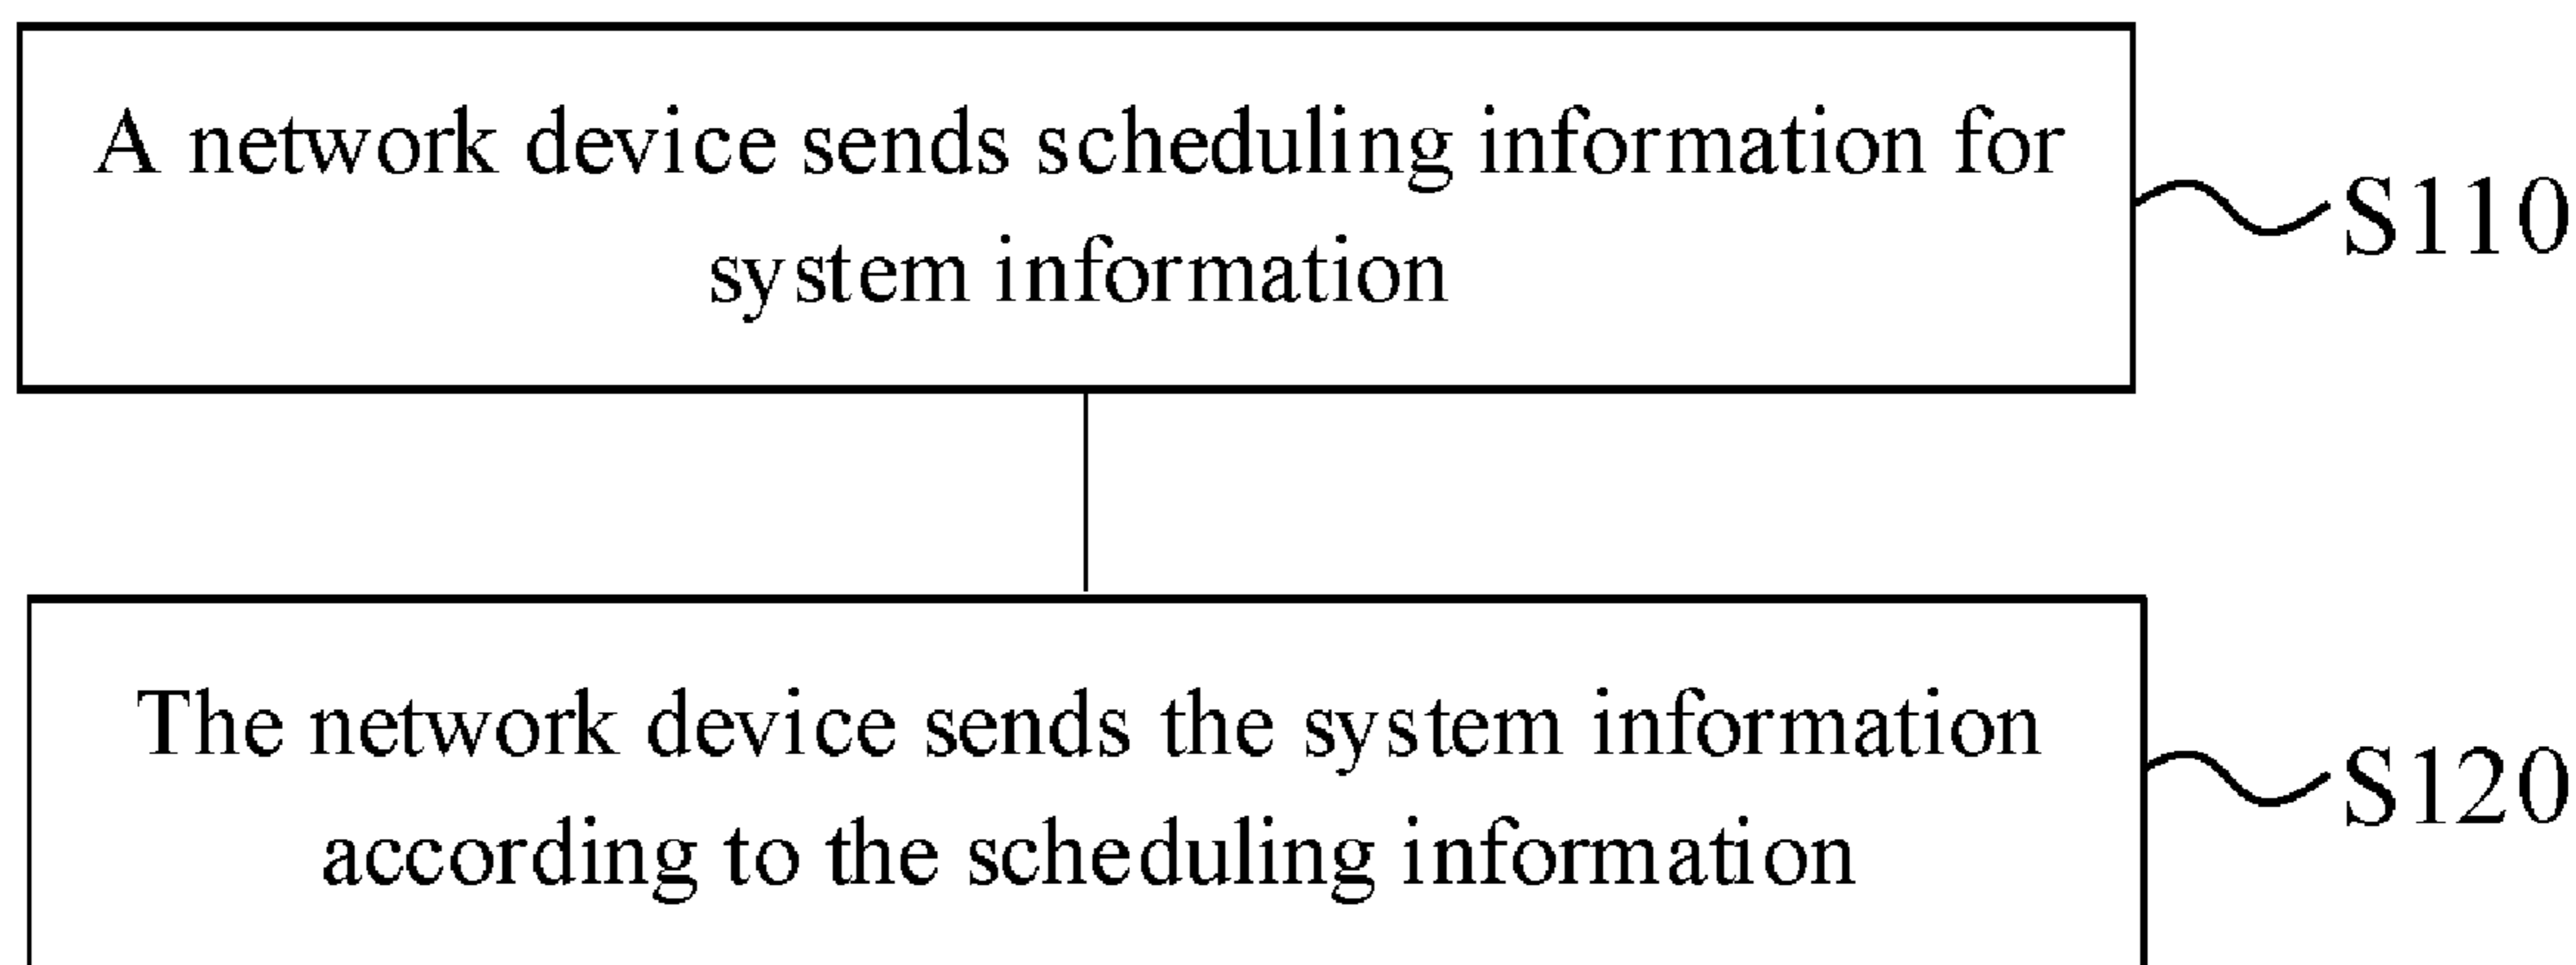 A network device sends scheduling information for
system information
S110
The network device sends the system information
according to the scheduling information
S120